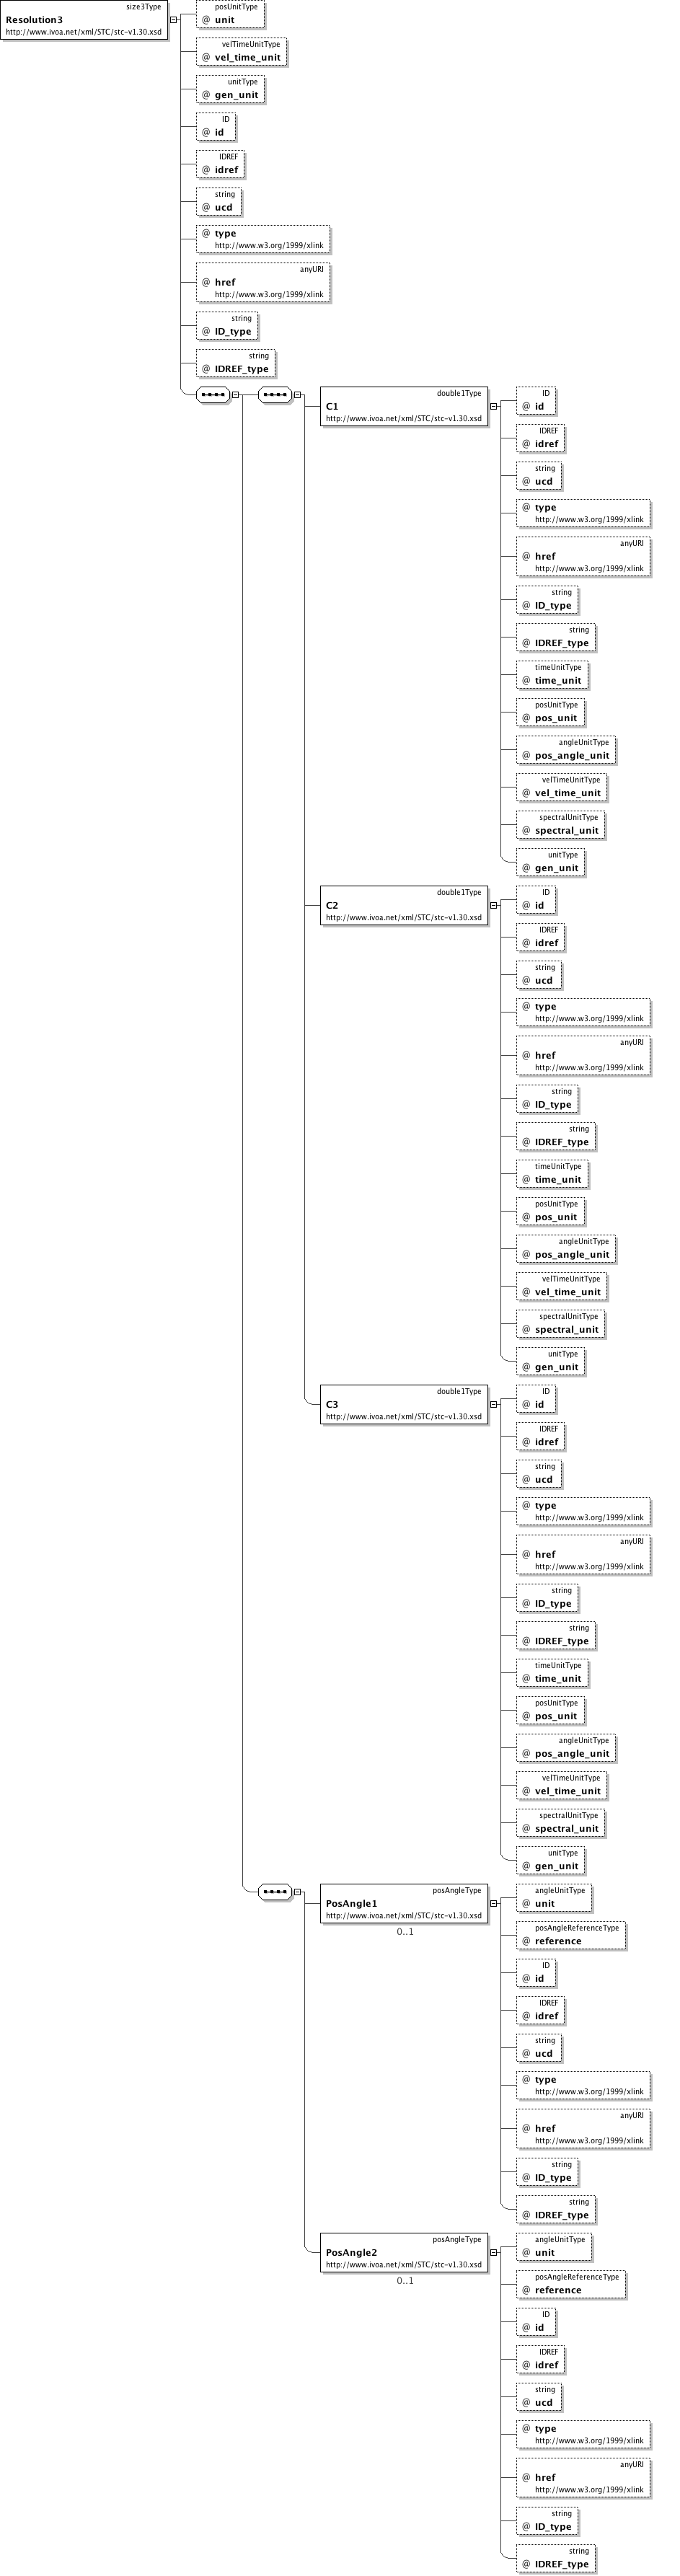 size3Type
Resolution3
http://www.ivoa.net/xml/STC/stc-v1.30.xsd
posUnitType
@ unit
velTimeUnitType
@ vel_time_unit
unitType
@ gen_unit
ID
@ id
IDREF
@ idref
string
@ ucd
@ type
http://www.w3.org/1999/xlink
anyURI
@ href
http://www.w3.org/1999/xlink
string
@ ID_type
string
@ IDREF_type
double1Type
C1
http://www.ivoa.net/xml/STC/stc-v1.30.xsd
ID
@ id
IDREF
@ idref
string
@ ucd
@ type
http://www.w3.org/1999/xlink
anyURI
@ href
http://www.w3.org/1999/xlink
string
@ ID_type
string
@ IDREF_type
timeUnitType
@ time_unit
posUnitType
@ pos_unit
angleUnitType
@ pos_angle_unit
velTimeUnitType
@ vel_time_unit
spectralUnitType
@ spectral_unit
unitType
@ gen_unit
double1Type
C2
http://www.ivoa.net/xml/STC/stc-v1.30.xsd
ID
@ id
IDREF
@ idref
string
@ ucd
@ type
http://www.w3.org/1999/xlink
anyURI
@ href
http://www.w3.org/1999/xlink
string
@ ID_type
string
@ IDREF_type
timeUnitType
@ time_unit
posUnitType
@ pos_unit
angleUnitType
@ pos_angle_unit
velTimeUnitType
@ vel_time_unit
spectralUnitType
@ spectral_unit
unitType
@ gen_unit
double1Type
C3
http://www.ivoa.net/xml/STC/stc-v1.30.xsd
ID
@ id
IDREF
@ idref
string
@ ucd
@ type
http://www.w3.org/1999/xlink
anyURI
@ href
http://www.w3.org/1999/xlink
string
@ ID_type
string
@ IDREF_type
timeUnitType
@ time_unit
posUnitType
@ pos_unit
angleUnitType
@ pos_angle_unit
velTimeUnitType
@ vel_time_unit
spectralUnitType
@ spectral_unit
unitType
@ gen_unit
posAngleType
PosAngle1
http://www.ivoa.net/xml/STC/stc-v1.30.xsd
0..1
angleUnitType
@ unit
posAngleReferenceType
@ reference
ID
@ id
IDREF
@ idref
string
@ ucd
@ type
http://www.w3.org/1999/xlink
anyURI
@ href
http://www.w3.org/1999/xlink
string
@ ID_type
string
@ IDREF_type
posAngleType
PosAngle2
http://www.ivoa.net/xml/STC/stc-v1.30.xsd
0..1
angleUnitType
@ unit
posAngleReferenceType
@ reference
ID
@ id
IDREF
@ idref
string
@ ucd
@ type
http://www.w3.org/1999/xlink
anyURI
@ href
http://www.w3.org/1999/xlink
string
@ ID_type
string
@ IDREF_type